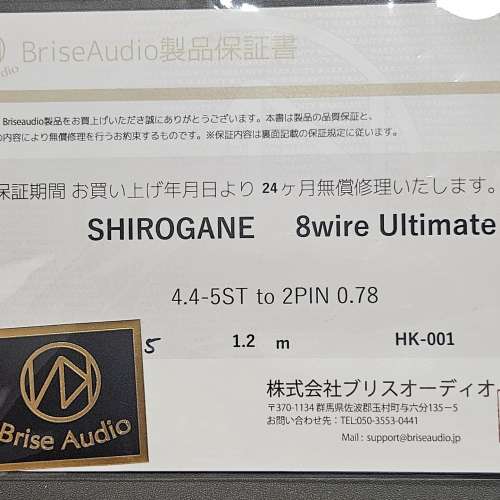 BriseAudio製品保証書
dio
Briseaudio製品をお買上げいただき誠にありがとうございます。本書は製品の品質保証と、
の内容により無償修理を行うお約束するものです。※保証内容は裏面記載の保証規定に従います。
保証期間 お買い上げ年月日より 24ヶ月無償修理いたします。
SHIROGANE 8wire Ultimate
4.4-5ST to 2PIN 0.78
5 1.2 m HK-001
Brise Audio
株式会社ブリスオーディオ
〒370-1134 群馬県佐波郡玉村町与六分135−5
お問い合わせ先：TEL:050-3553-0441
Mail : support@briseaudio.jp